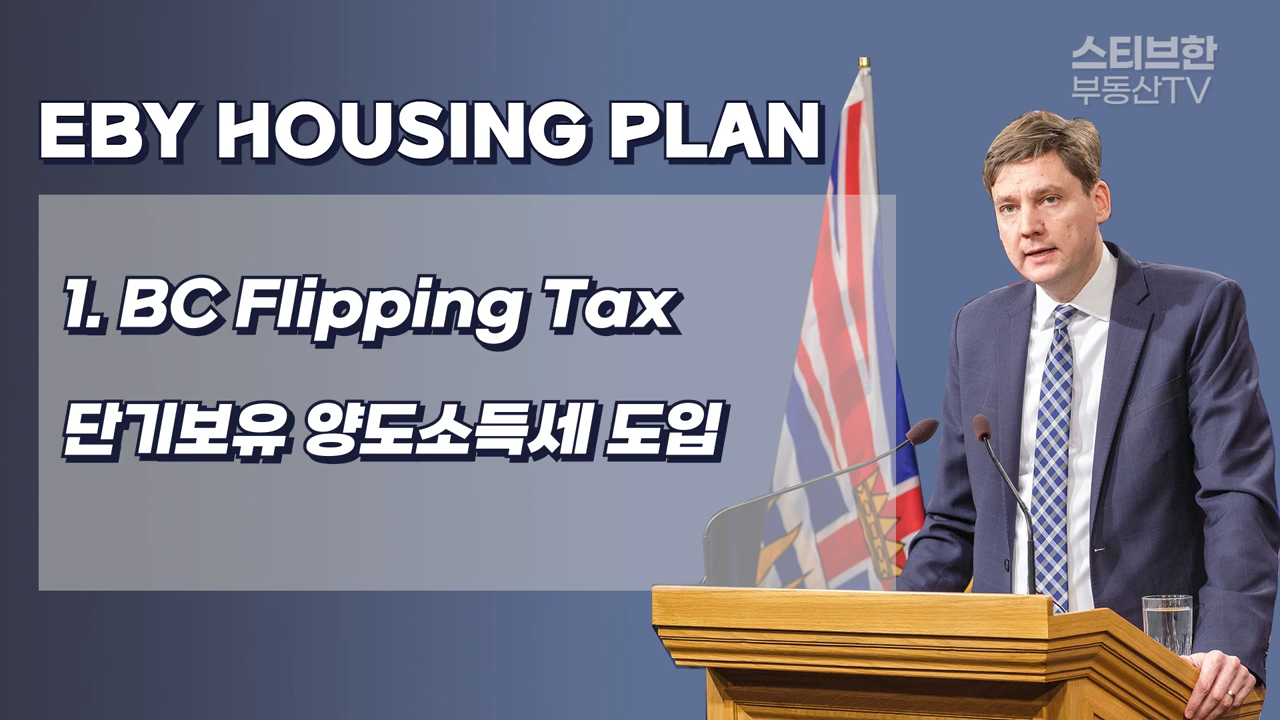 스티브한
부동산TV
EBY HOUSING PLAN
1. BC Flipping Tax
단기보유 양도소득세 도입